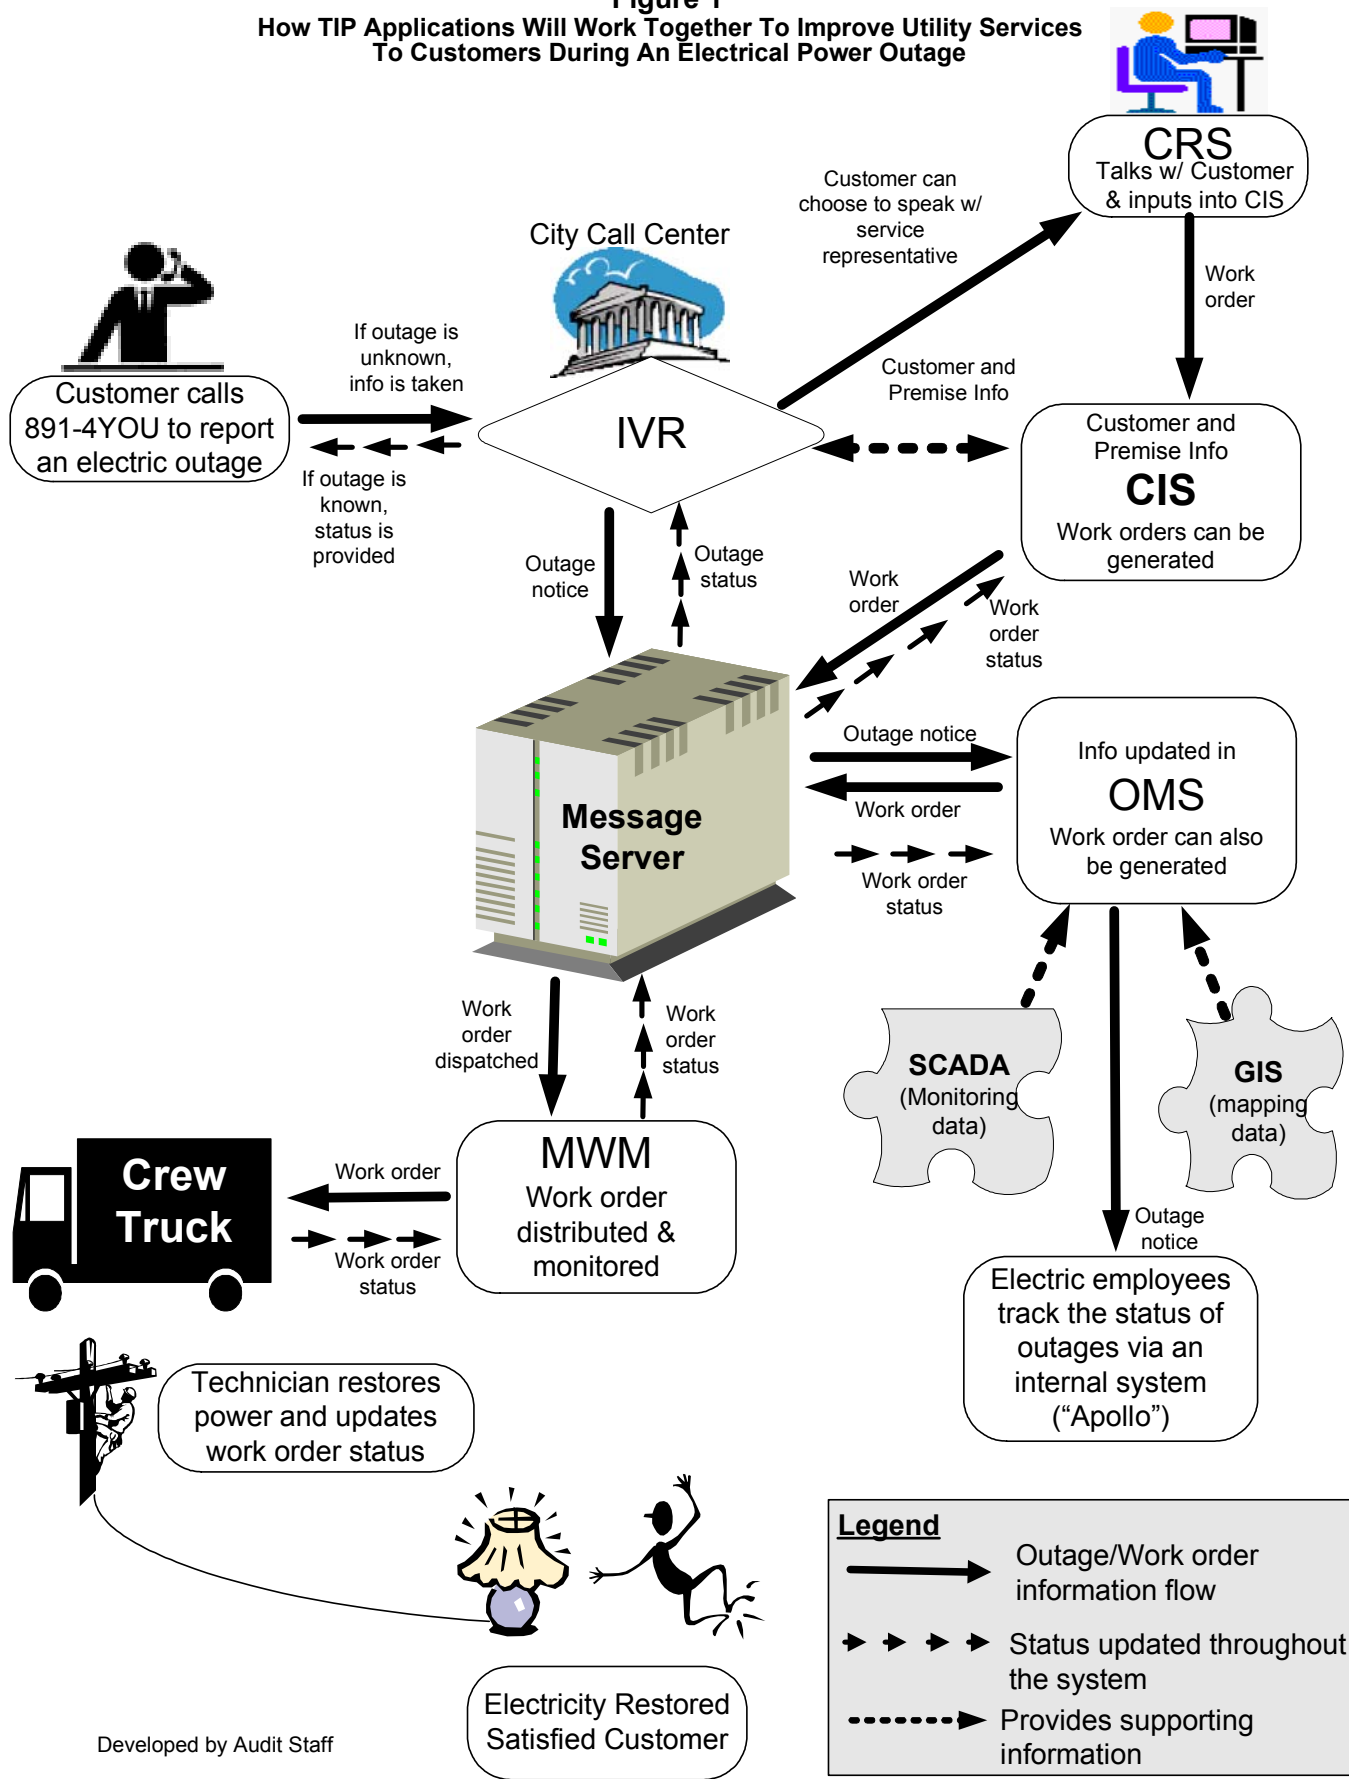 Figure 1
How TIP Applications Will Work Together To Improve Utility Services
To Customers During An Electrical Power Outage
CRS
Talks w/ Customer
& inputs into CIS
Customer can
choose to speak w/
service
representative
City Call Center
Work
order
If outage is
unknown,
info is taken
Customer calls
891-4YOU to report
an electric outage
IVR
Customer and
Premise Info
Customer and
Premise Info
CIS
Work orders can be
generated
If outage is
known,
status is
provided
Outage
notice
Outage
status
Work
order
Work
order
status
Message
Server
Outage notice
Work order
Work order
status
Info updated in
OMS
Work order can also
be generated
Work
order
dispatched
Work
order
status
SCADA
(Monitoring
data)
GIS
(mapping
data)
Crew
Truck
Work order
Work order
status
MWM
Work order
distributed &
monitored
Outage
notice
Electric employees
track the status of
outages via an
internal system
(“Apollo”)
Technician restores
power and updates
work order status
Electricity Restored
Satisfied Customer
Developed by Audit Staff
Legend
Outage/Work order
information flow
Status updated throughout
the system
Provides supporting
information